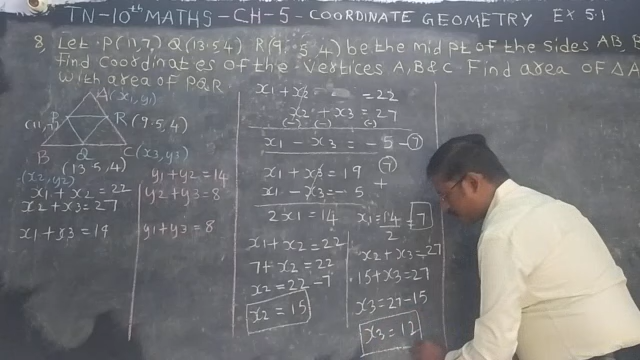 TN-10th MATHS-CH-5-COORDINATE GEOMETRY EX 5.1
8, Let P(11,7) Q(13.5,4) R(9.5,4) be the mid pt of the sides AB, B
Find coordinates of the vertices A, B & C. Find area of Δ A
with area of PQR
A(x1,y1)
(11,7)
R(9.5,4)
B
Q
C(x3,y3)
(13.5,4)
(x2,y2)
x1+x2=22
x2+x3=27
x1+x3=19
y1+y2=14
y2+y3=8
y1+y3=8
x1+x2 =22
x2+x3=27
(-) (-) (-)
x1-x3=-5-⑦
x1+x3=19
x1-x3=-5
⑦
+
2x1=14
x1=14/2=7
x1+x2=22
7+x2=22
x2=22-7
x2=15
x2+x3=27
15+x3=27
x3=27-15
x3=12